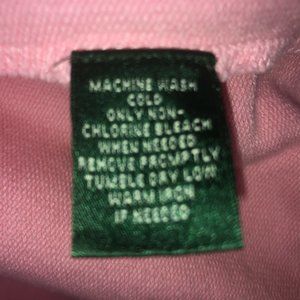 MACHINE WASH
COLD
ONLY NON-
CHLORINE BLEACH
WHEN NEEDED
REMOVE PROMPTLY
TUMBLE DRY LOW
WARM IRON
IF NEEDED